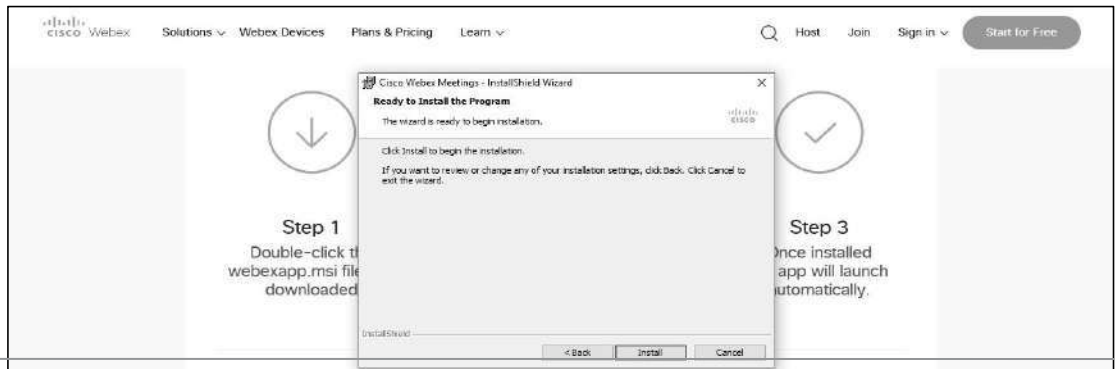 cisco Webex Solutions Webex Devices Plans & Pricing Learn Host Join Sign in Start for Free
Cisco Webex Meetings - InstallShield Wizard
Ready to Install the Program
The wizard is ready to begin installation.
cisco
Click Install to begin the installation.
If you want to review or change any of your installation settings, click Back. Click Cancel to
exit the wizard.
InstallShield
< Back Install Cancel
Step 1
Double-click th
webexapp.msi file
downloaded
Step 3
Once installed
app will launch
automatically.